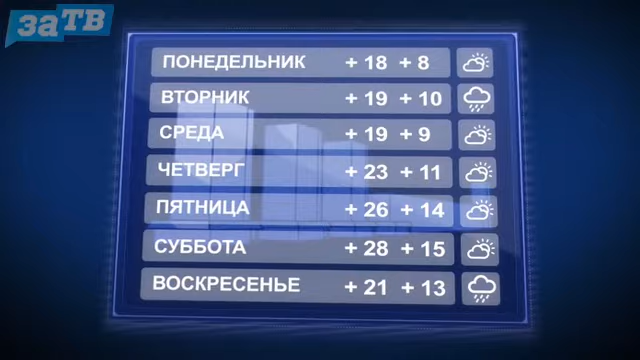 заТВ
ПОНЕДЕЛЬНИК + 18 + 8
ВТОРНИК + 19 + 10
СРЕДА + 19 + 9
ЧЕТВЕРГ + 23 + 11
ПЯТНИЦА + 26 + 14
СУББОТА + 28 + 15
ВОСКРЕСЕНЬЕ + 21 + 13